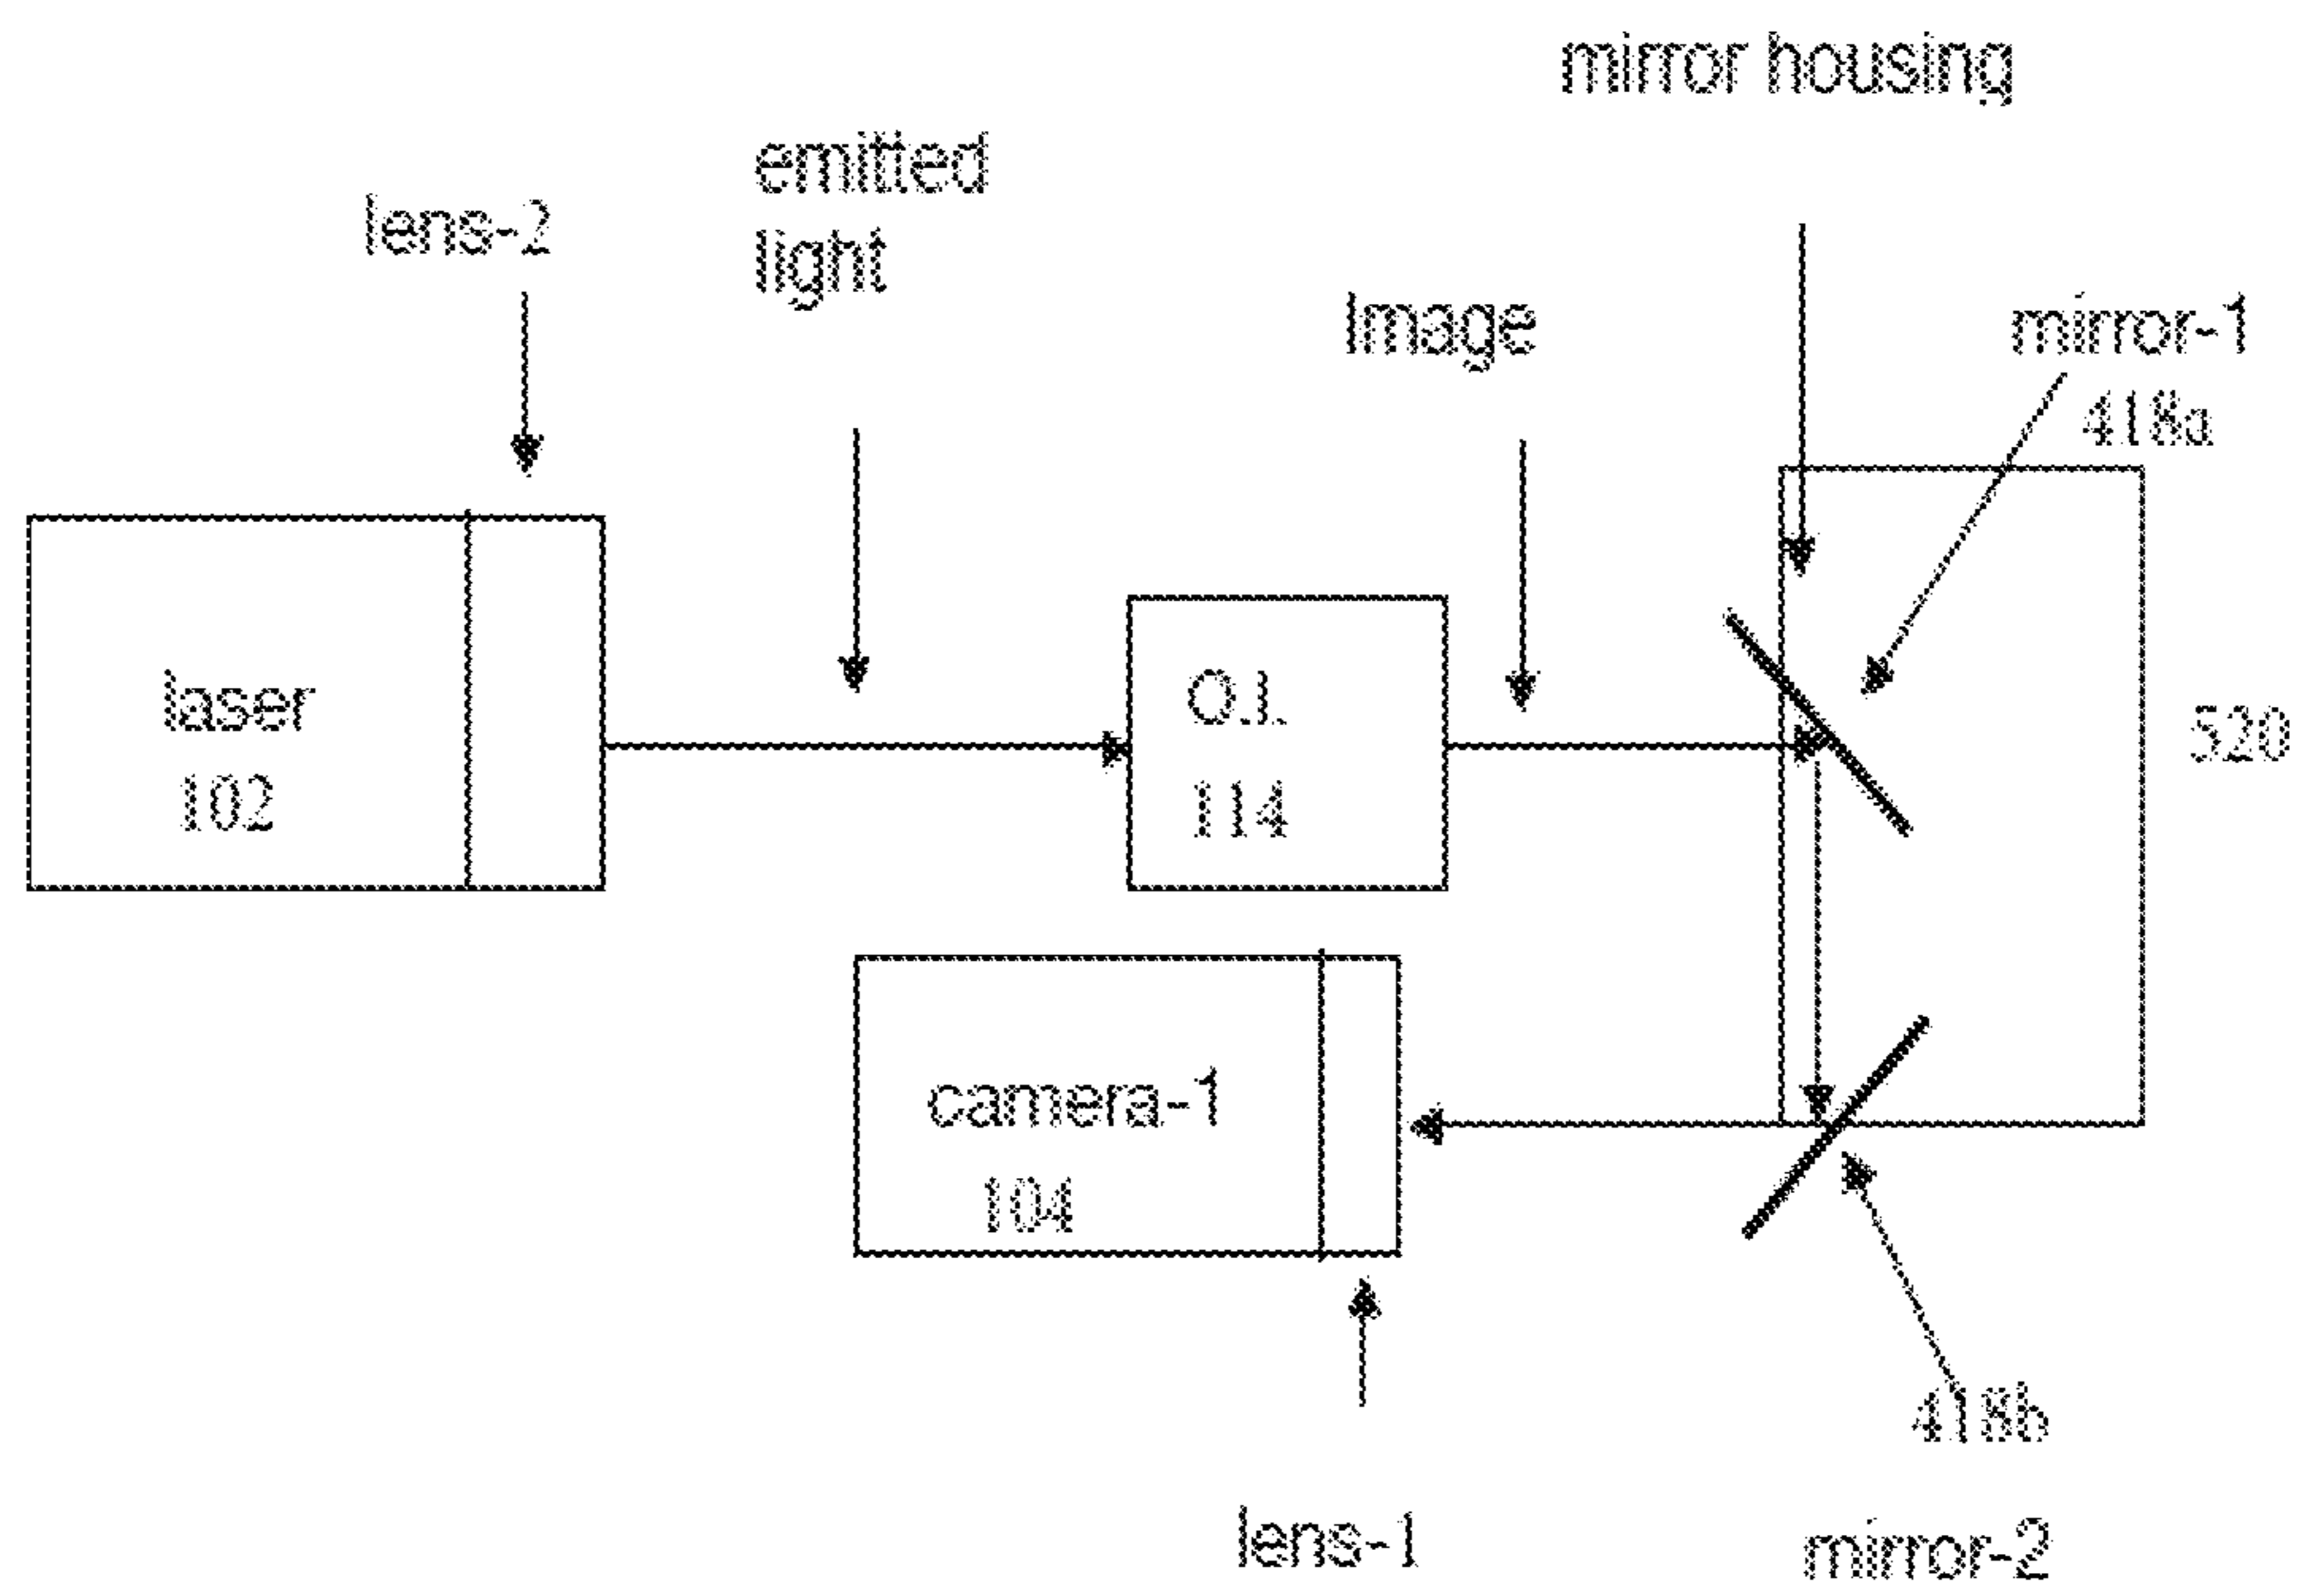 mirror housing
emitted
light
lens-2
Image
mirror-1
418a
laser
102
O.I.
114
520
camera-1
104
418b
lens-1
mirror-2